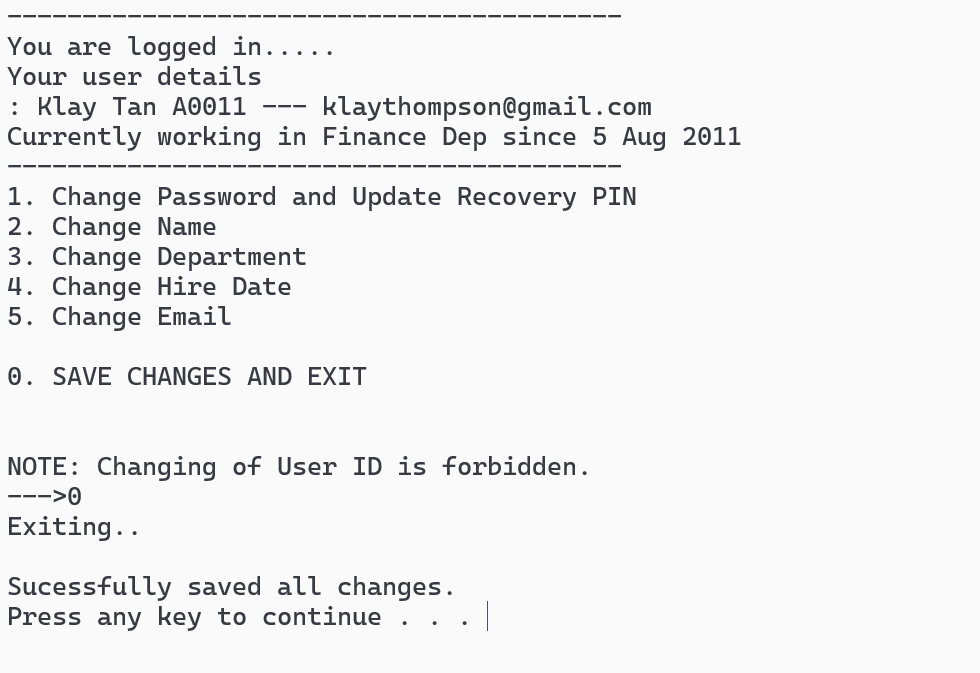 -----------------------------------------
You are logged in.....
Your user details
: Klay Tan A0011 --- klaythompson@gmail.com
Currently working in Finance Dep since 5 Aug 2011
-----------------------------------------
1. Change Password and Update Recovery PIN
2. Change Name
3. Change Department
4. Change Hire Date
5. Change Email
0. SAVE CHANGES AND EXIT
NOTE: Changing of User ID is forbidden.
--->0
Exiting..
Sucessfully saved all changes.
Press any key to continue . . .